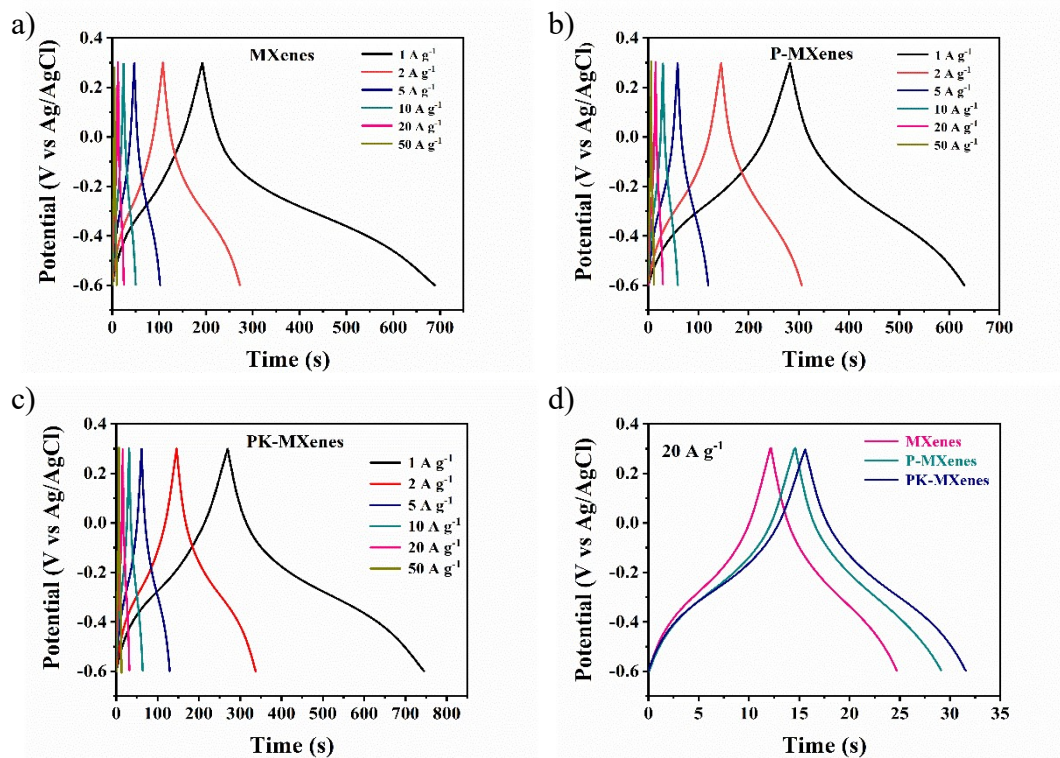 a)
MXenes
1 A g⁻¹
2 A g⁻¹
5 A g⁻¹
10 A g⁻¹
20 A g⁻¹
50 A g⁻¹
0.4
0.2
0.0
-0.2
-0.4
-0.6
Potential (V vs Ag/AgCl)
0 100 200 300 400 500 600 700
Time (s)
b)
P-MXenes
1 A g⁻¹
2 A g⁻¹
5 A g⁻¹
10 A g⁻¹
20 A g⁻¹
50 A g⁻¹
0.4
0.2
0.0
-0.2
-0.4
-0.6
Potential (V vs Ag/AgCl)
0 100 200 300 400 500 600 700
Time (s)
c)
PK-MXenes
1 A g⁻¹
2 A g⁻¹
5 A g⁻¹
10 A g⁻¹
20 A g⁻¹
50 A g⁻¹
0.4
0.2
0.0
-0.2
-0.4
-0.6
Potential (V vs Ag/AgCl)
0 100 200 300 400 500 600 700 800
Time (s)
d)
20 A g⁻¹
MXenes
P-MXenes
PK-MXenes
0.4
0.2
0.0
-0.2
-0.4
-0.6
Potential (V vs Ag/AgCl)
0 5 10 15 20 25 30 35
Time (s)